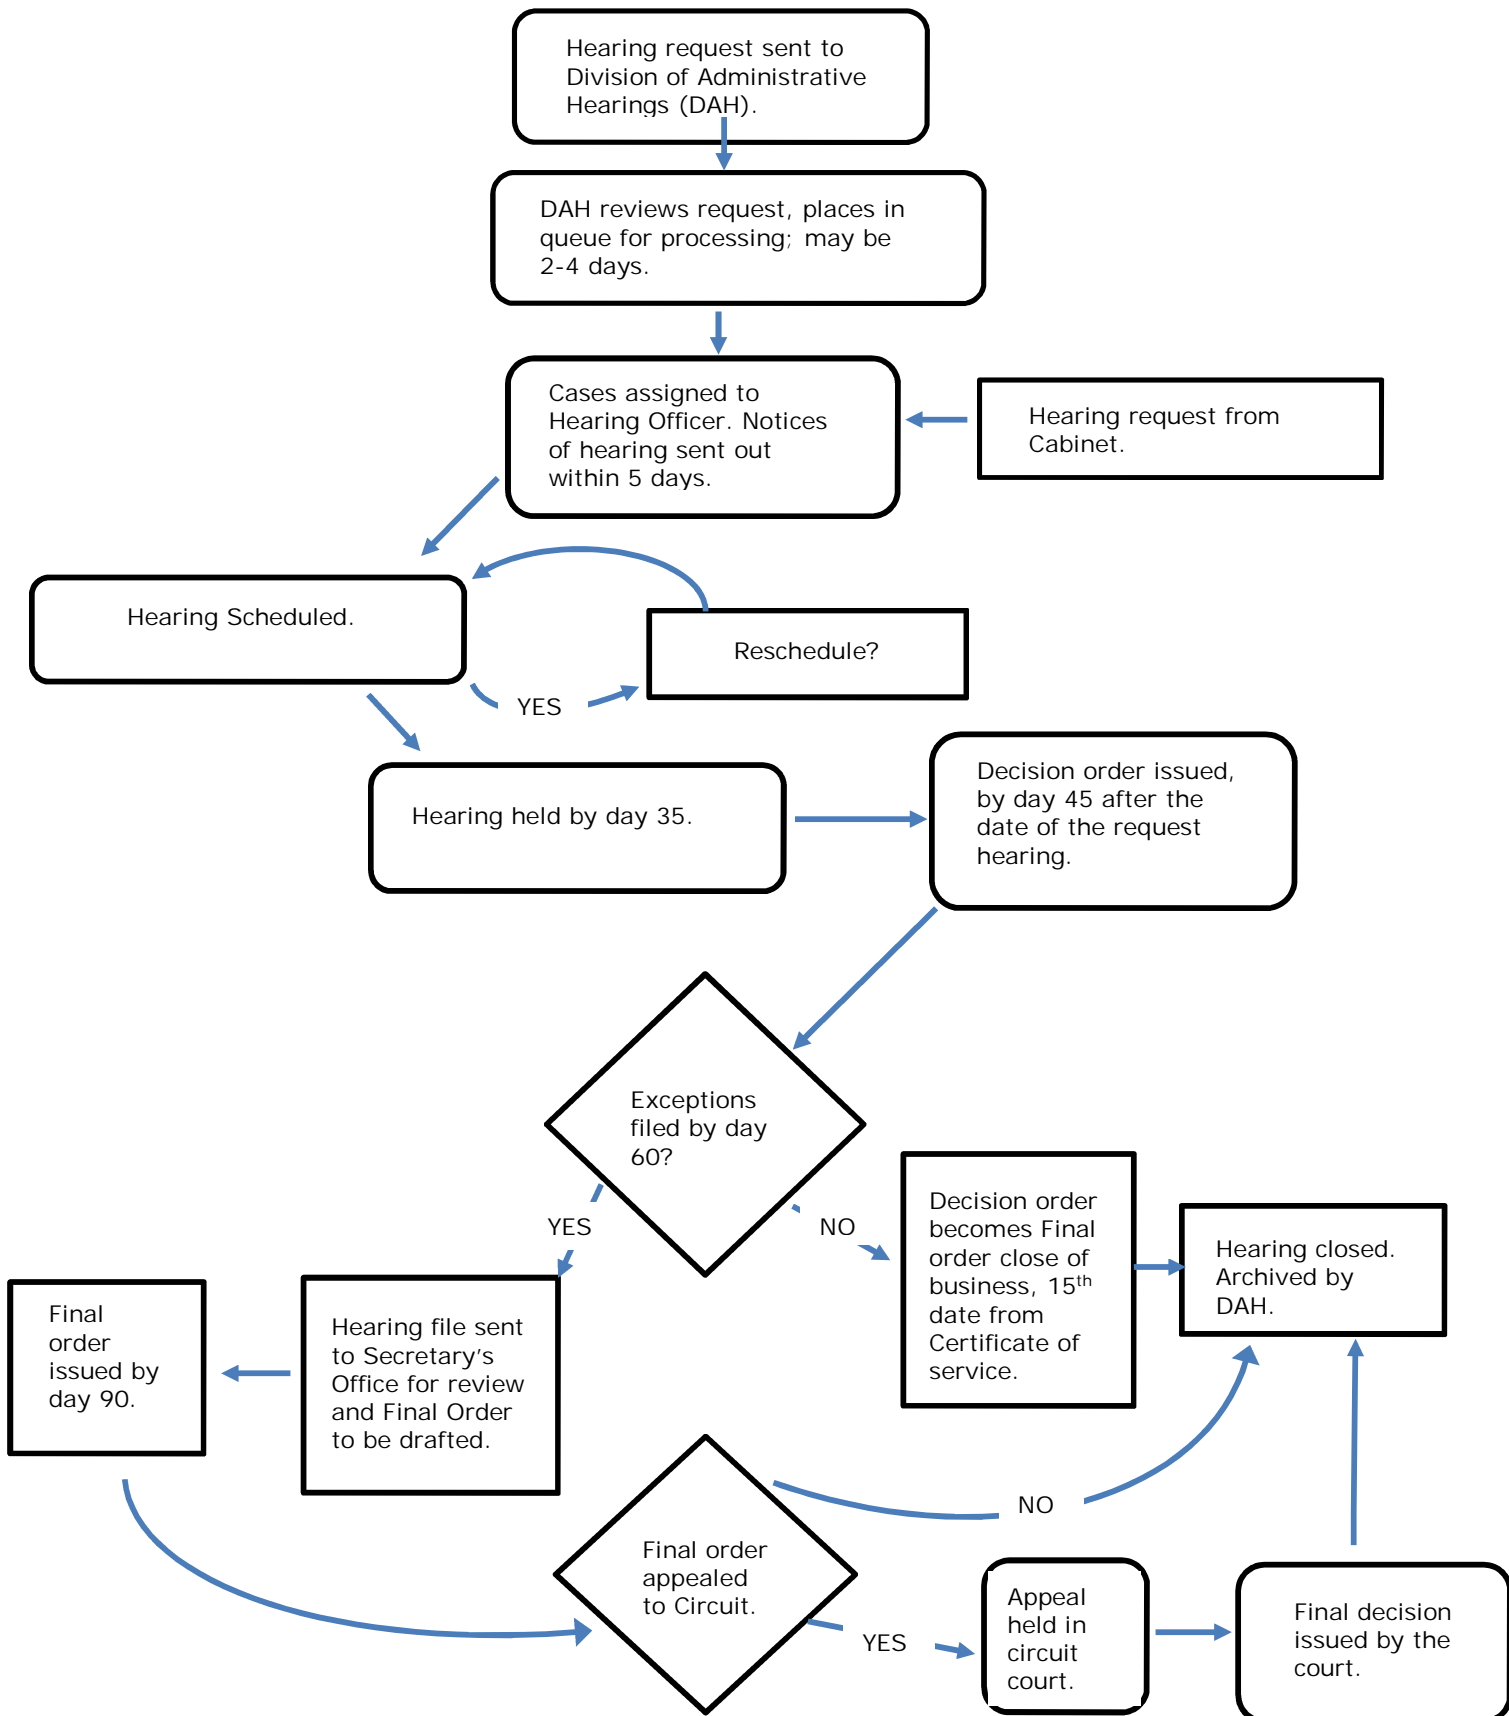 Hearing request sent to
Division of Administrative
Hearings (DAH).
DAH reviews request, places in
queue for processing; may be
2-4 days.
Cases assigned to
Hearing Officer. Notices
of hearing sent out
within 5 days.
Hearing request from
Cabinet.
Hearing Scheduled.
Reschedule?
YES
Hearing held by day 35.
Decision order issued,
by day 45 after the
date of the request
hearing.
Exceptions
filed by day
60?
YES
NO
Decision order
becomes Final
order close of
business, 15th
date from
Certificate of
service.
Hearing closed.
Archived by
DAH.
Final
order
issued by
day 90.
Hearing file sent
to Secretary’s
Office for review
and Final Order
to be drafted.
NO
Final order
appealed
to Circuit.
YES
Appeal
held in
circuit
court.
Final decision
issued by the
court.